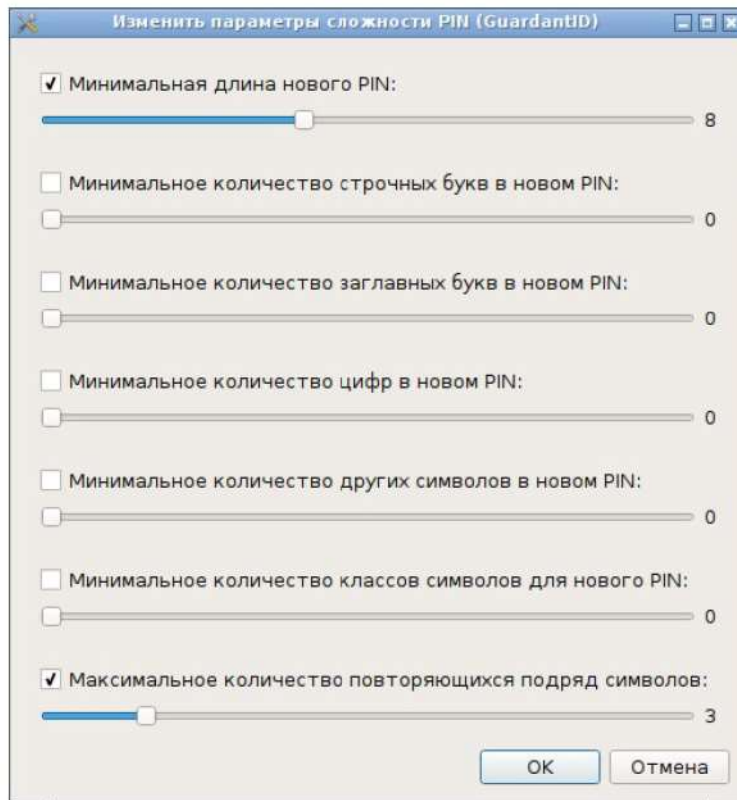 Изменить параметры сложности PIN (GuardantID)
Минимальная длина нового PIN:
8
Минимальное количество строчных букв в новом PIN:
0
Минимальное количество заглавных букв в новом PIN:
0
Минимальное количество цифр в новом PIN:
0
Минимальное количество других символов в новом PIN:
0
Минимальное количество классов символов для нового PIN:
0
Максимальное количество повторяющихся подряд символов:
3
OK Отмена